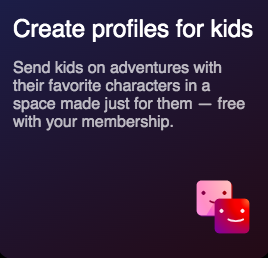 Create profiles for kids
Send kids on adventures with
their favorite characters in a
space made just for them — free
with your membership.